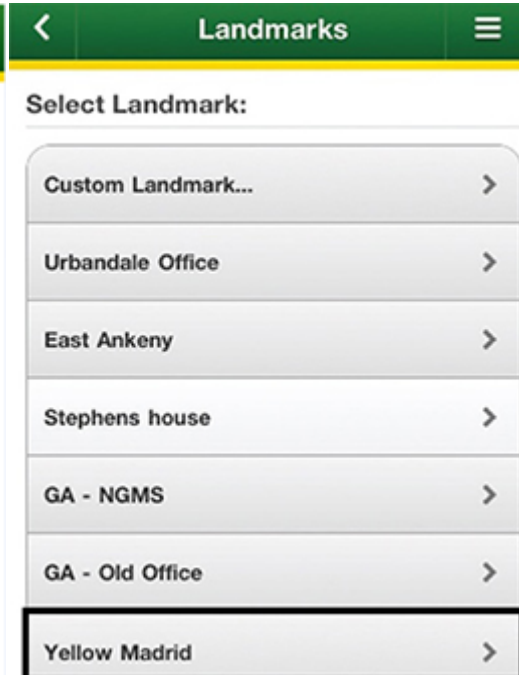 Landmarks
Select Landmark:
Custom Landmark...
Urbandale Office
East Ankeny
Stephens house
GA - NGMS
GA - Old Office
Yellow Madrid